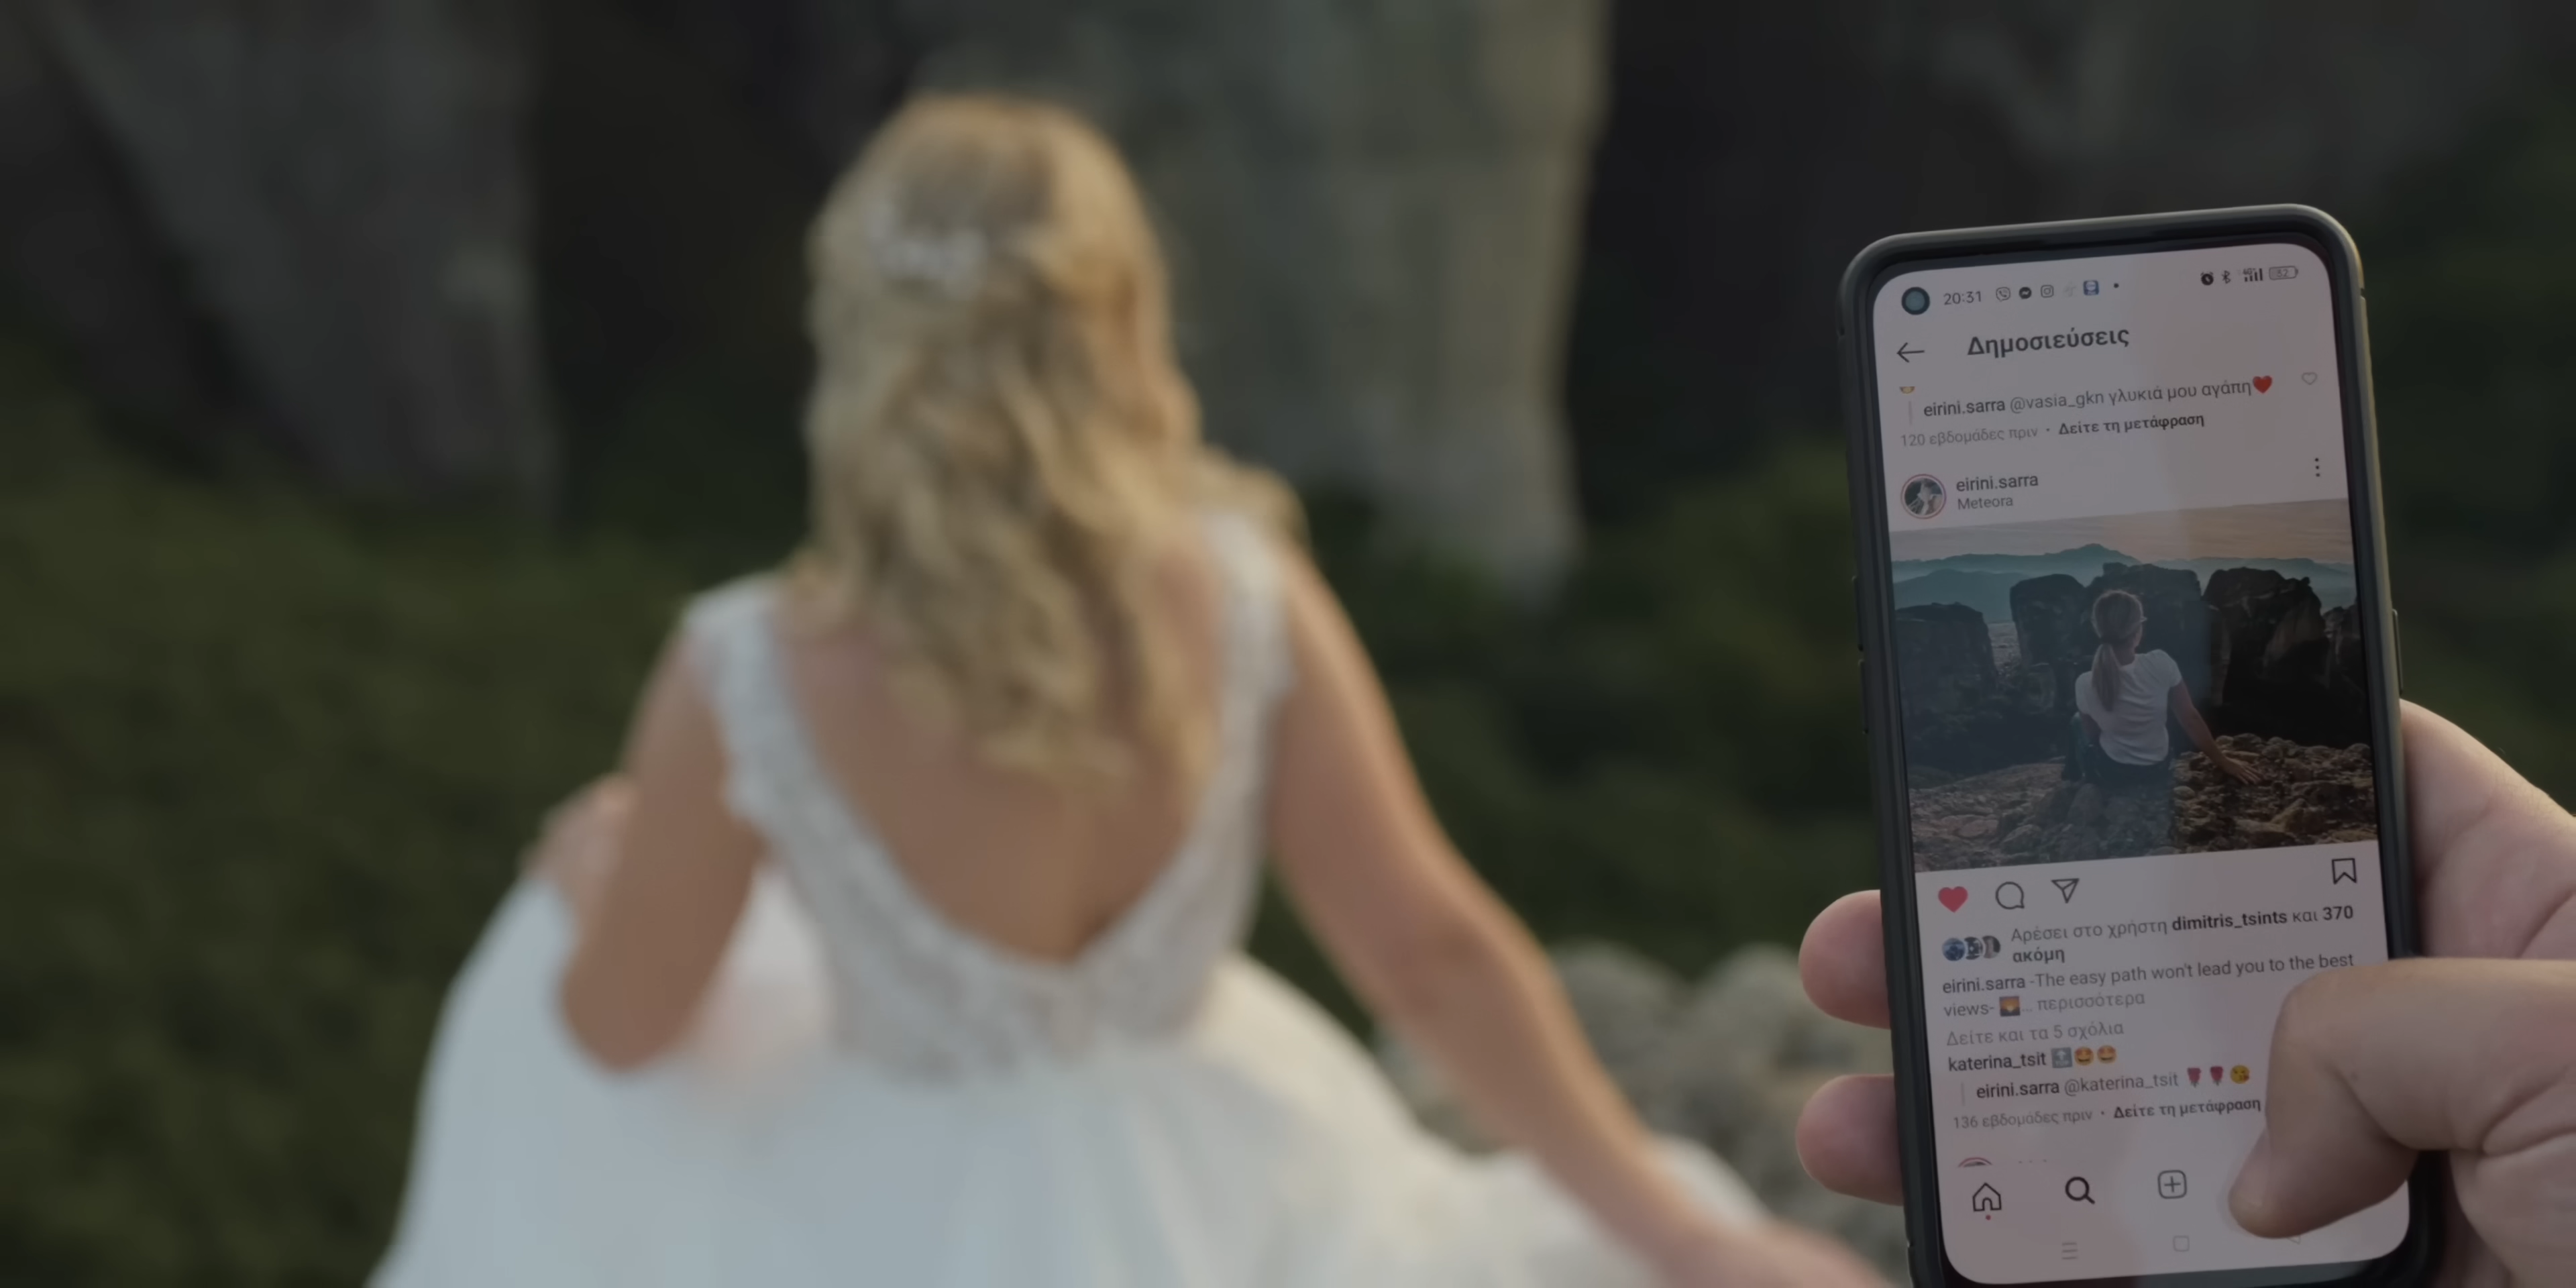 20:31
Δημοσιεύσεις
eirini.sarra @vasia_gkn γλυκιά μου αγάπη❤️
120 εβδομάδες πριν · Δείτε τη μετάφραση
eirini.sarra
Meteora
Αρέσει στο χρήστη dimitris_tsints και 370
ακόμη
eirini.sarra -The easy path won't lead you to the best
views- 🌄... περισσότερα
Δείτε και τα 5 σχόλια
katerina_tsit 🔝🤩🤩
eirini.sarra @katerina_tsit 🌹🌹😘
136 εβδομάδες πριν · Δείτε τη μετάφραση